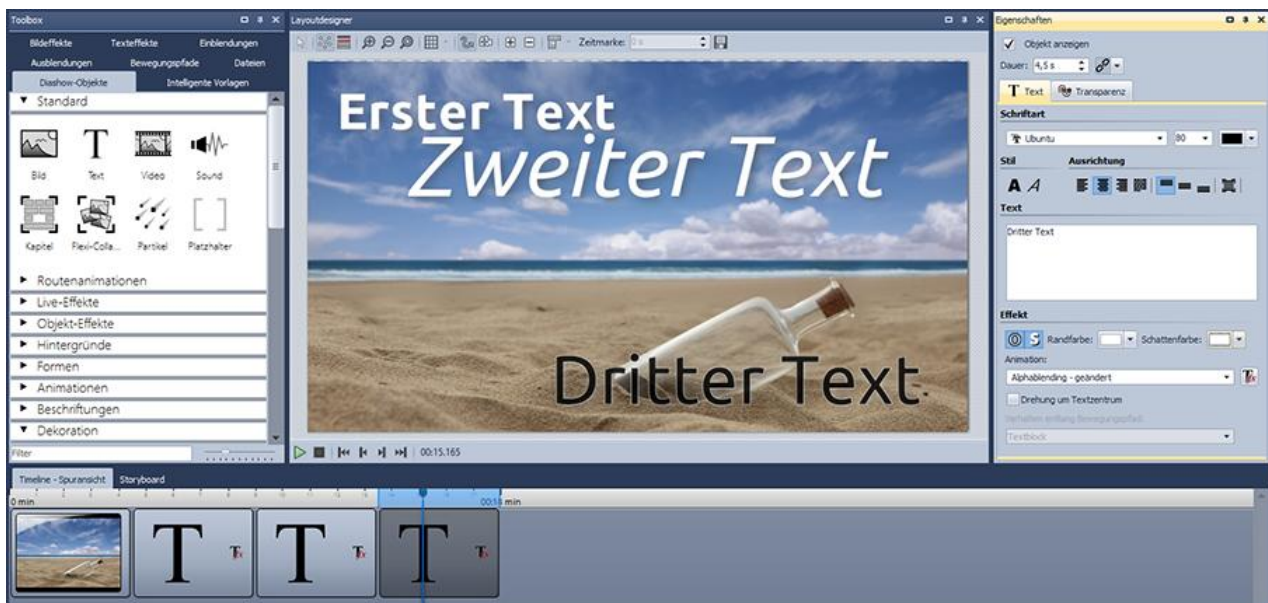 Toolbox
Bildeffekte Texteffekte Einblendungen
Ausblendungen Bewegungspfade Dateien
Diashow-Objekte Intelligente Vorlagen
Standard
Bild Text Video Sound
Kapitel Flexi-Colla... Partikel Platzhalter
Routenanimationen
Live-Effekte
Objekt-Effekte
Hintergründe
Formen
Animationen
Beschriftungen
Dekoration
Filter
Layoutdesigner
Zeitmarke:
Erster Text
Zweiter Text
Dritter Text
00:15.165
Eigenschaften
Objekt anzeigen
Dauer: 4,5 s
Text Transparenz
Schriftart
Ubuntu 80
Stil Ausrichtung
Text
Dritter Text
Effekt
Randfarbe: Schattenfarbe:
Animation:
Alphablending - geändert
Drehung um Textzentrum
Verhalten entlang Bewegungspfad:
Textblock
Timeline - Spuransicht Storyboard
0 min min